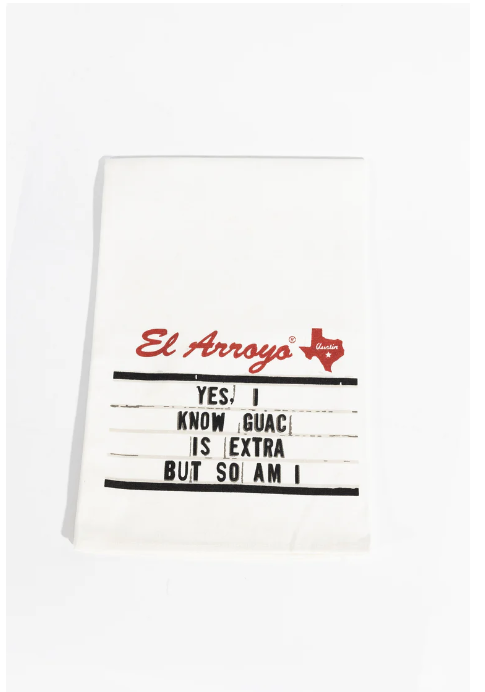 El Arroyo®
Austin
YES, I
KNOW GUAC
IS EXTRA
BUT SO AM I